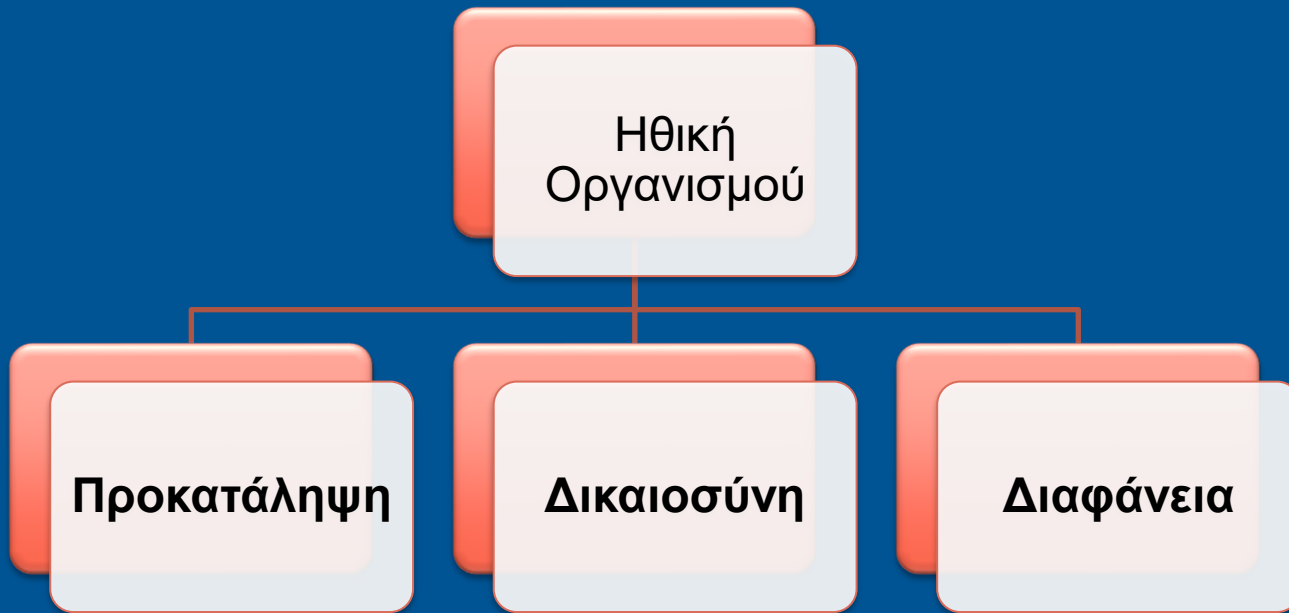 Ηθική
Οργανισμού
Προκατάληψη
Δικαιοσύνη
Διαφάνεια